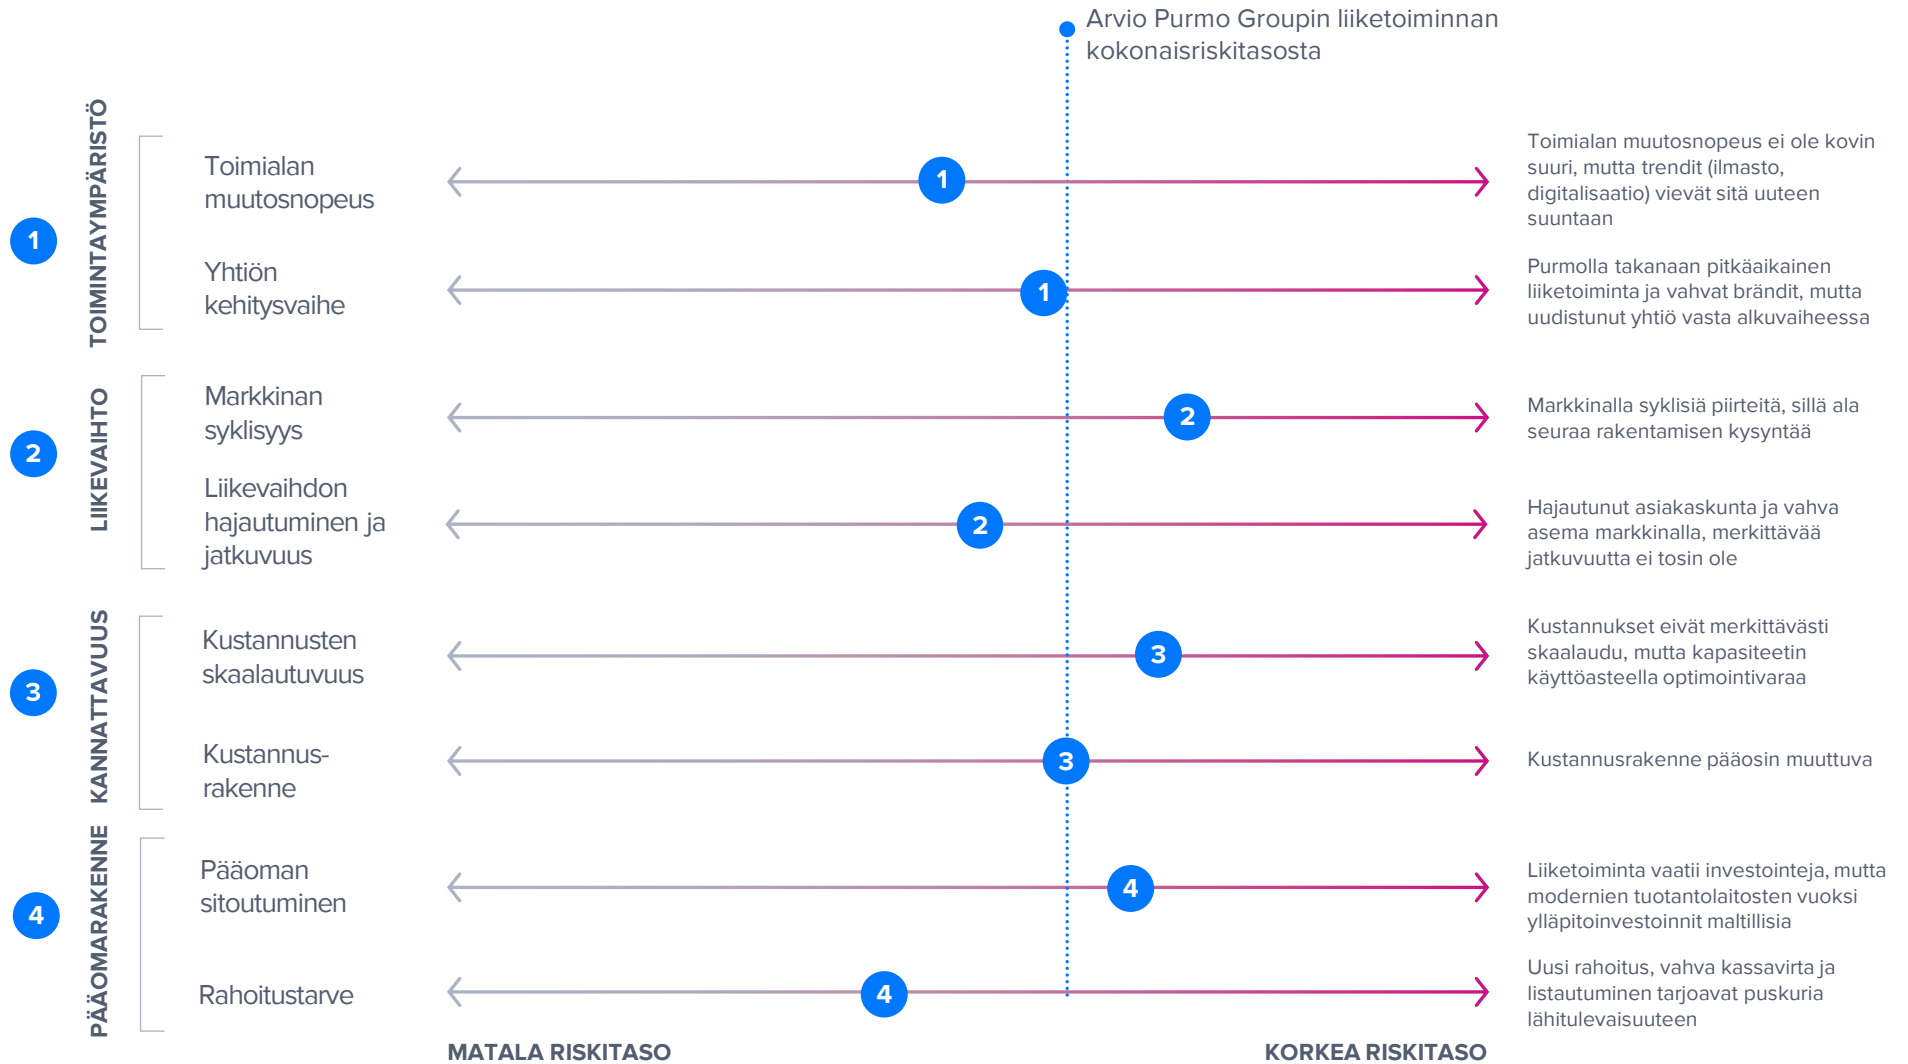 Arvio Purmo Groupin liiketoiminnan
kokonaisriskitasosta
1
TOIMINTAYMPÄRISTÖ
Toimialan
muutosnopeus
1
Toimialan muutosnopeus ei ole kovin
suuri, mutta trendit (ilmasto,
digitalisaatio) vievät sitä uuteen
suuntaan
Yhtiön
kehitysvaihe
1
Purmolla takanaan pitkäaikainen
liiketoiminta ja vahvat brändit, mutta
uudistunut yhtiö vasta alkuvaiheessa
2
LIIKEVAIHTO
Markkinan
syklisyys
2
Markkinalla syklisiä piirteitä, sillä ala
seuraa rakentamisen kysyntää
Liikevaihdon
hajautuminen ja
jatkuvuus
2
Hajautunut asiakaskunta ja vahva
asema markkinalla, merkittävää
jatkuvuutta ei tosin ole
3
KANNATTAVUUS
Kustannusten
skaalautuvuus
3
Kustannukset eivät merkittävästi
skaalaudu, mutta kapasiteetin
käyttöasteella optimointivaraa
Kustannus-
rakenne
3
Kustannusrakenne pääosin muuttuva
4
PÄÄOMARAKENNE
Pääoman
sitoutuminen
4
Liiketoiminta vaatii investointeja, mutta
modernien tuotantolaitosten vuoksi
ylläpitoinvestoinnit maltillisia
Rahoitustarve
4
Uusi rahoitus, vahva kassavirta ja
listautuminen tarjoavat puskuria
lähitulevaisuuteen
MATALA RISKITASO
KORKEA RISKITASO